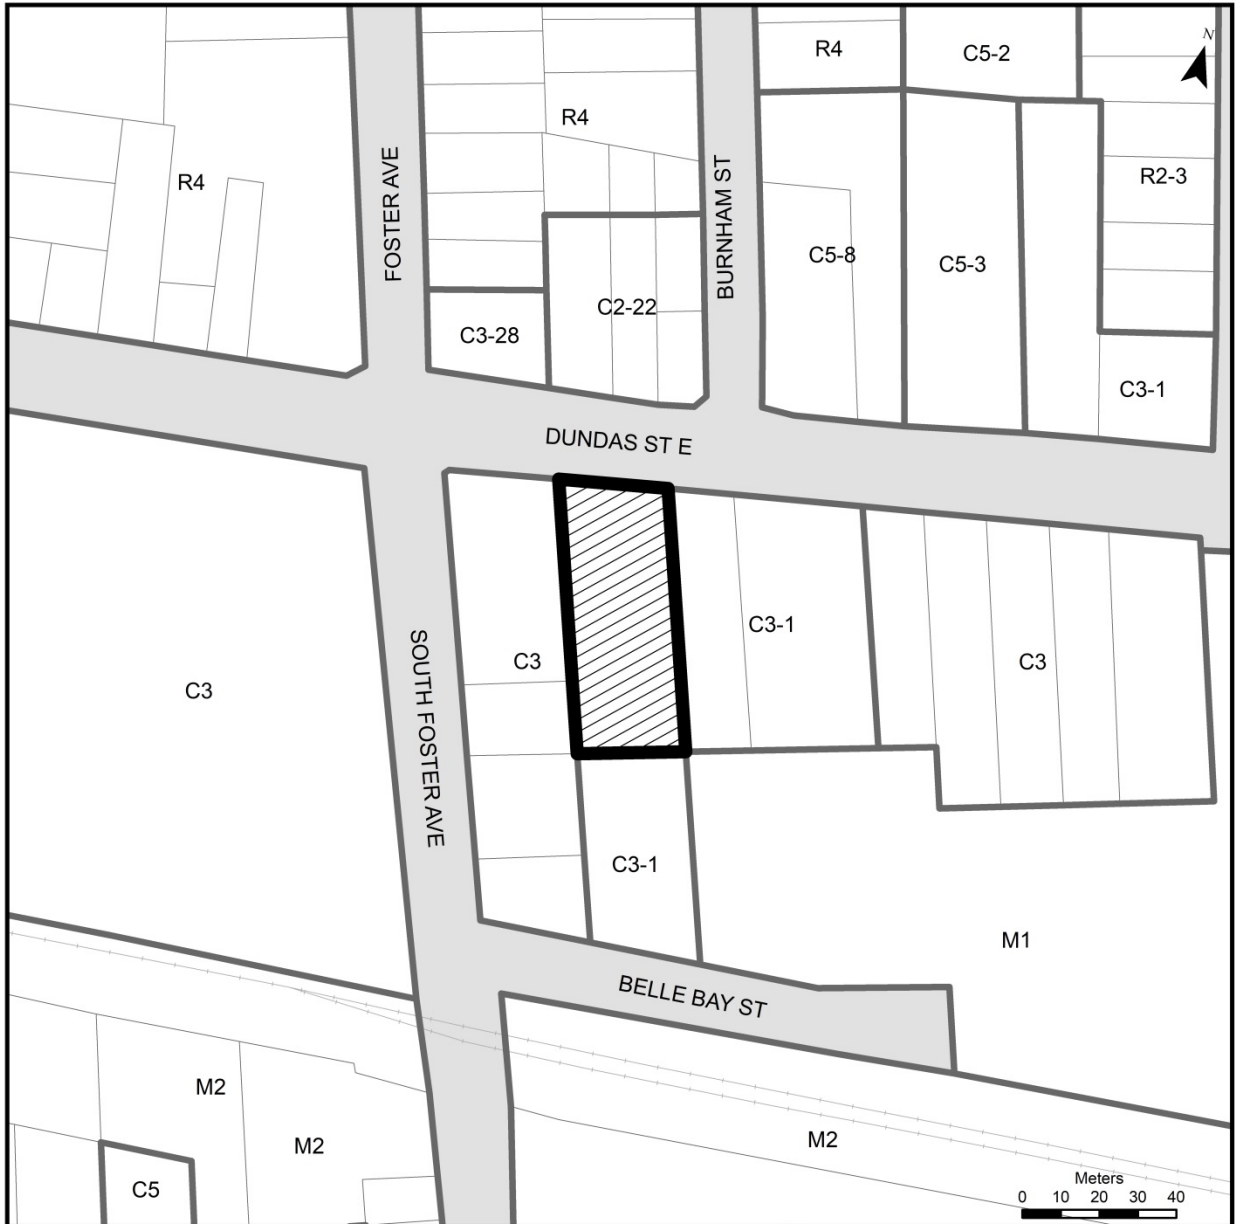 N
R4
C5-2
R4
R4
R2-3
FOSTER AVE
BURNHAM ST
C5-8
C5-3
C2-22
C3-28
C3-1
DUNDAS ST E
C3-1
C3
C3
C3
SOUTH FOSTER AVE
C3-1
M1
BELLE BAY ST
M2
M2
M2
C5
Meters
0 10 20 30 40